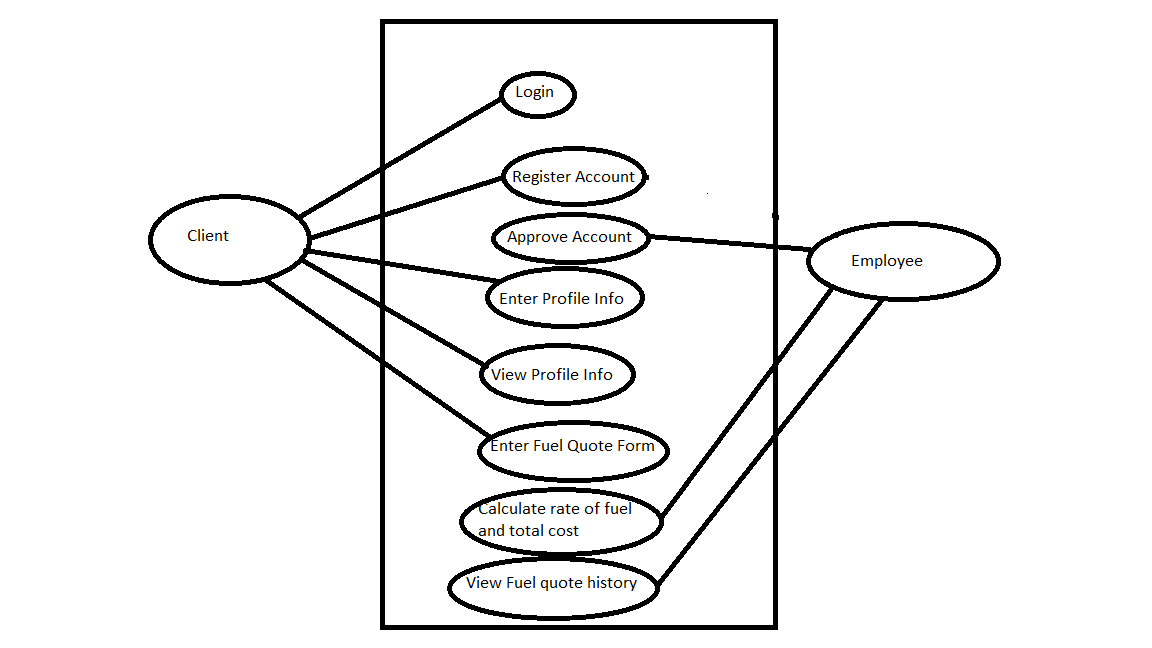 Login
Register Account
Client
Approve Account
Employee
Enter Profile Info
View Profile Info
Enter Fuel Quote Form
Calculate rate of fuel
and total cost
View Fuel quote history